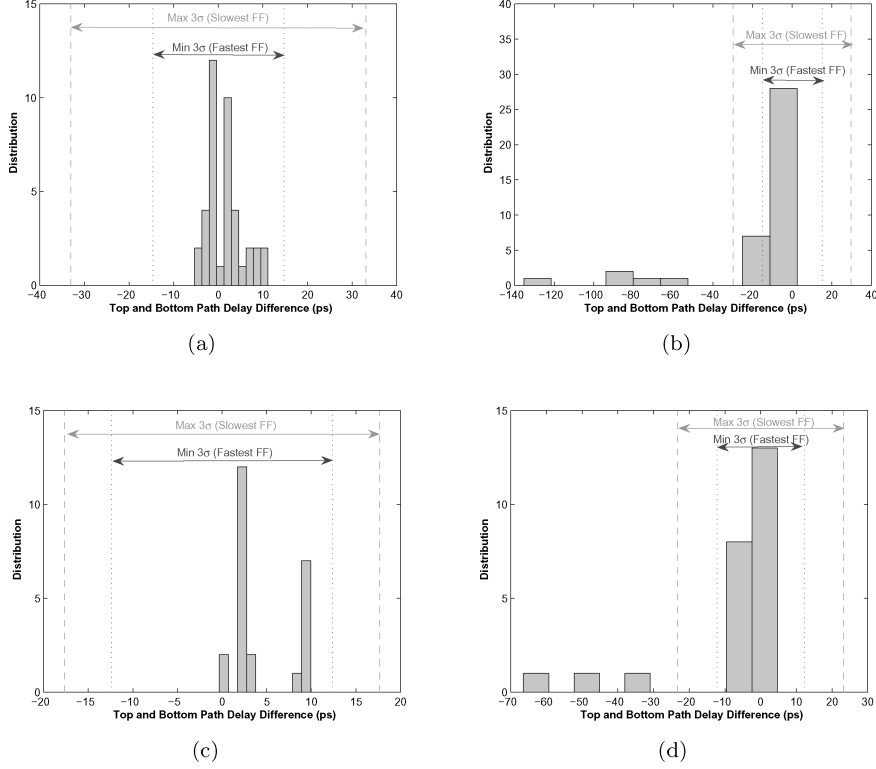 15
Max 3σ (Slowest FF)
Min 3σ (Fastest FF)
10
Distribution
5
0
−40 −30 −20 −10 0 10 20 30 40
Top and Bottom Path Delay Difference (ps)
(a)
40
Max 3σ (Slowest FF)
35
30
Min 3σ (Fastest FF)
25
Distribution
20
15
10
5
0
−140 −120 −100 −80 −60 −40 −20 0 20 40
Top and Bottom Path Delay Difference (ps)
(b)
15
Max 3σ (Slowest FF)
Min 3σ (Fastest FF)
10
Distribution
5
0
−20 −15 −10 −5 0 5 10 15 20
Top and Bottom Path Delay Difference (ps)
(c)
15
Max 3σ (Slowest FF)
Min 3σ (Fastest FF)
10
Distribution
5
0
−70 −60 −50 −40 −30 −20 −10 0 10 20 30
Top and Bottom Path Delay Difference (ps)
(d)